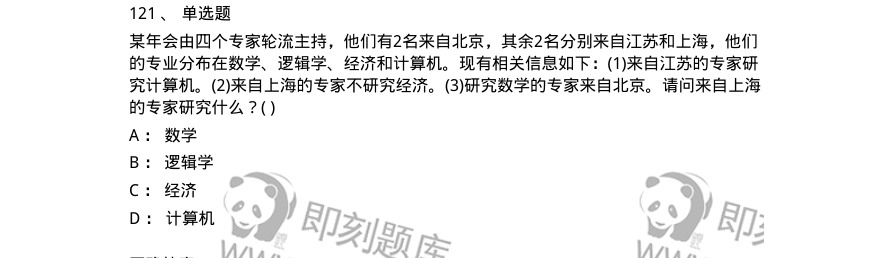 121 、 单选题
某年会由四个专家轮流主持，他们有2名来自北京，其余2名分别来自江苏和上海，他们
的专业分布在数学、逻辑学、经济和计算机。现有相关信息如下：(1)来自江苏的专家研
究计算机。(2)来自上海的专家不研究经济。(3)研究数学的专家来自北京。请问来自上海
的专家研究什么？( )
A ： 数学
B ： 逻辑学
C ： 经济
D ： 计算机
即刻题库
即刻